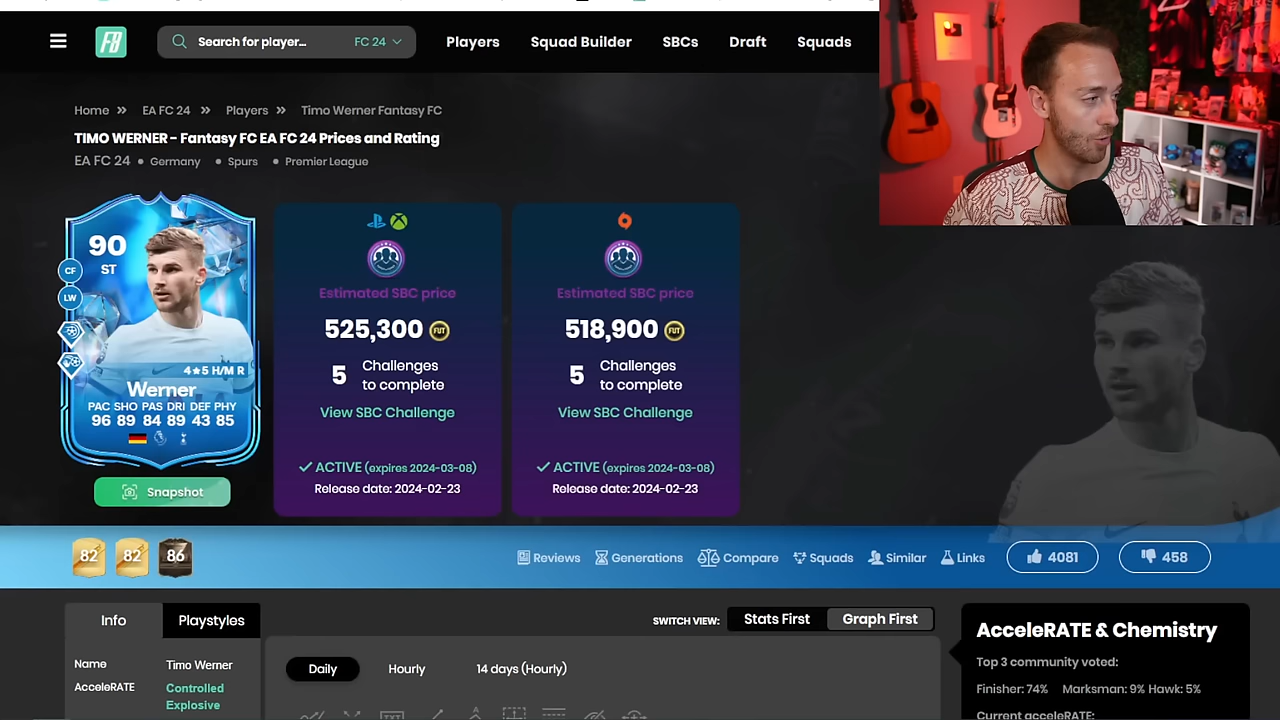 FB
Search for player...
FC 24
Players
Squad Builder
SBCs
Draft
Squads
Home » EA FC 24 » Players » Timo Werner Fantasy FC
TIMO WERNER - Fantasy FC EA FC 24 Prices and Rating
EA FC 24 • Germany • Spurs • Premier League
90
ST
CF
LW
4★5 H/M R
Werner
PAC SHO PAS DRI DEF PHY
96 89 84 89 43 85
Snapshot
Estimated SBC price
525,300 FUT
5 Challenges
to complete
View SBC Challenge
ACTIVE (expires 2024-03-08)
Release date: 2024-02-23
Estimated SBC price
518,900 FUT
5 Challenges
to complete
View SBC Challenge
ACTIVE (expires 2024-03-08)
Release date: 2024-02-23
82
82
86
Reviews
Generations
Compare
Squads
Similar
Links
4081
458
Info
Playstyles
SWITCH VIEW:
Stats First
Graph First
Name Timo Werner
AcceleRATE Controlled
Explosive
Daily
Hourly
14 days (Hourly)
TXT
AcceleRATE & Chemistry
Top 3 community voted:
Finisher: 74% Marksman: 9% Hawk: 5%
Current acceleRATE: